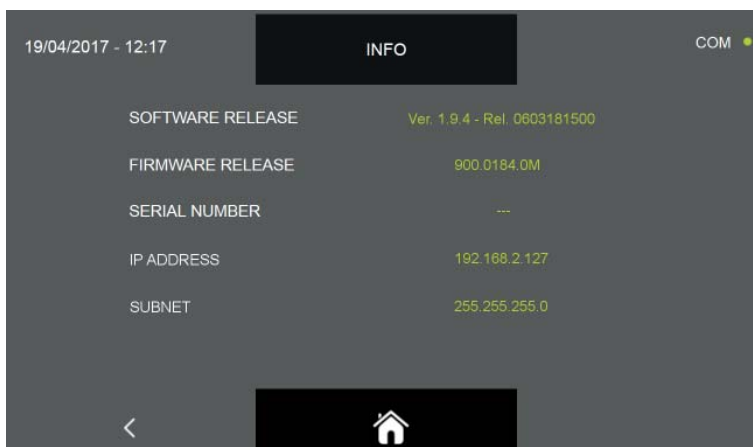 19/04/2017 - 12:17 INFO COM
SOFTWARE RELEASE Ver. 1.9.4 - Rel. 0603181500
FIRMWARE RELEASE 900.0184.0M
SERIAL NUMBER ---
IP ADDRESS 192.168.2.127
SUBNET 255.255.255.0